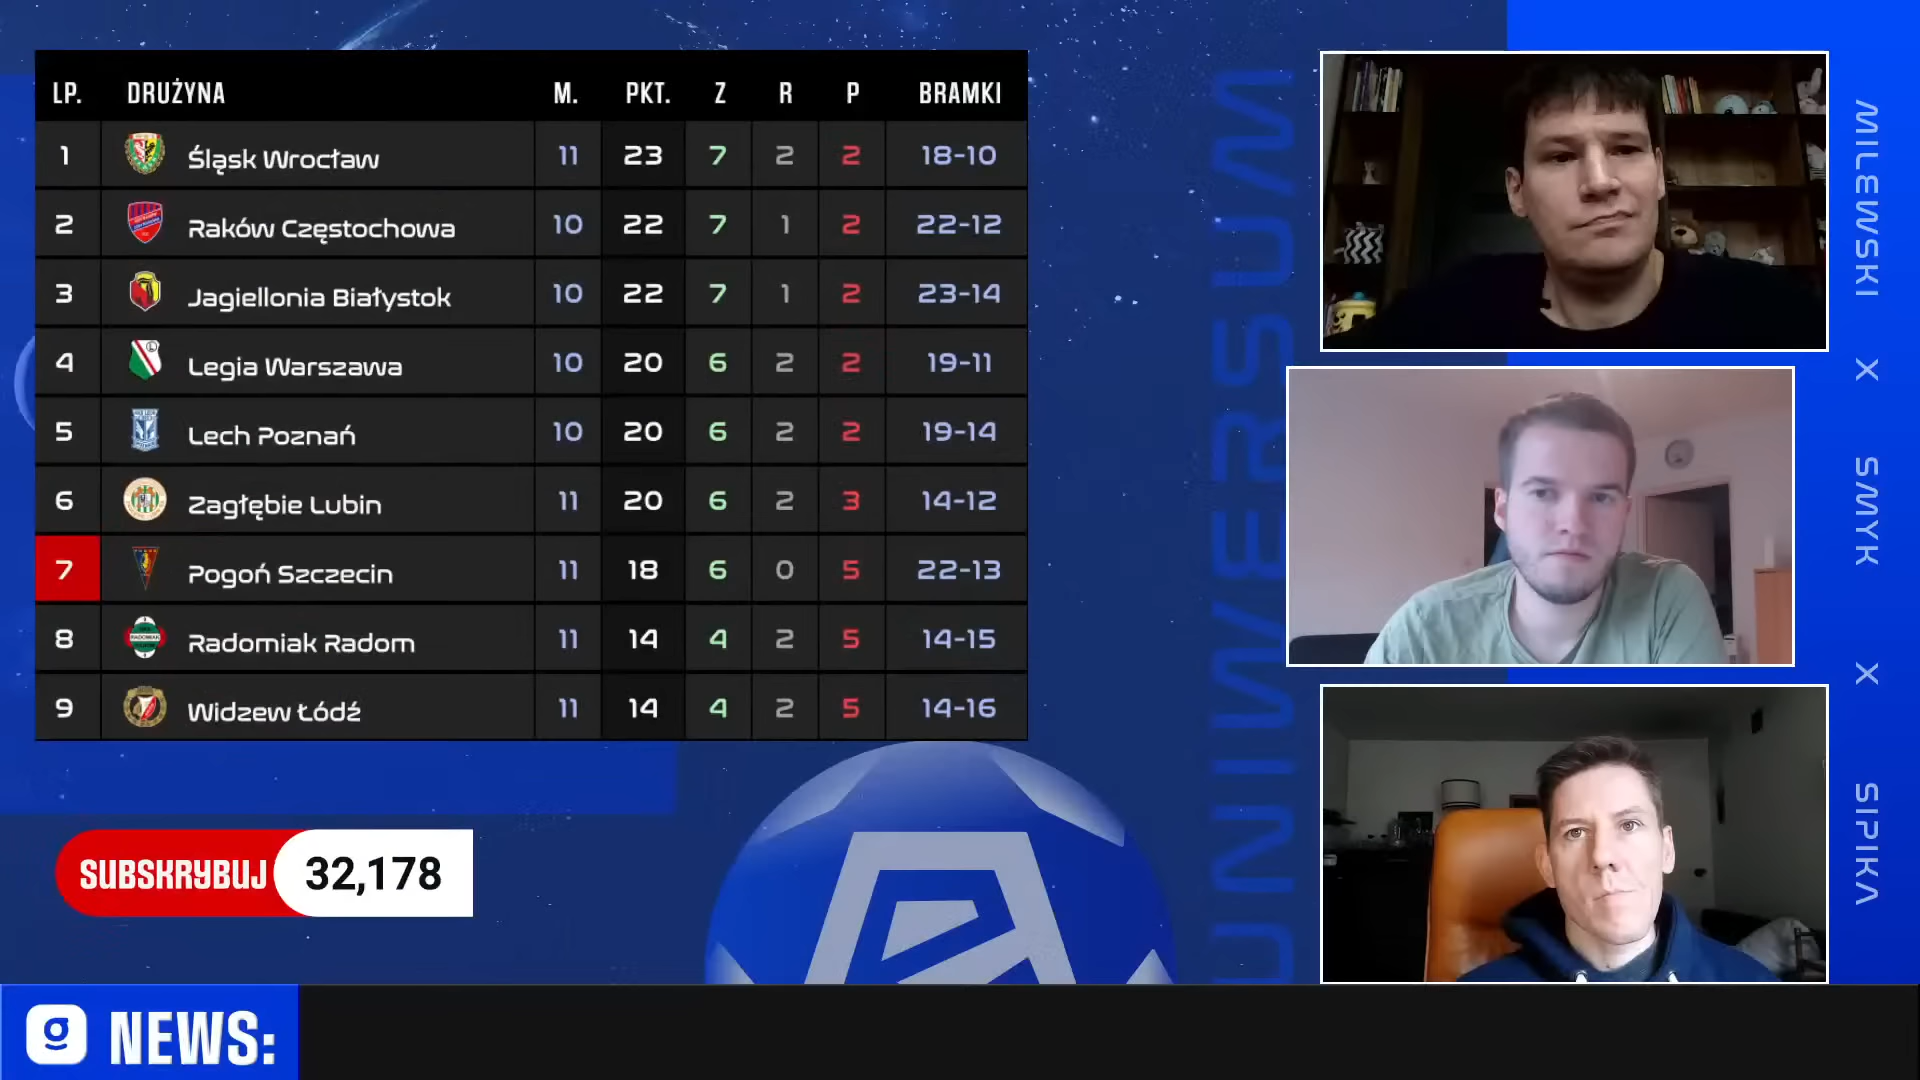 LP. DRUŻYNA M. PKT. Z R P BRAMKI
1 Śląsk Wrocław 11 23 7 2 2 18-10
2 Raków Częstochowa 10 22 7 1 2 22-12
3 Jagiellonia Białystok 10 22 7 1 2 23-14
4 Legia Warszawa 10 20 6 2 2 19-11
5 Lech Poznań 10 20 6 2 2 19-14
6 Zagłębie Lubin 11 20 6 2 3 14-12
7 Pogoń Szczecin 11 18 6 0 5 22-13
8 Radomiak Radom 11 14 4 2 5 14-15
9 Widzew Łódź 11 14 4 2 5 14-16
SUBSKRYBUJ 32,178
UNIWERSUM
MILEWSKI X SMYK X SIPIKA
g NEWS: